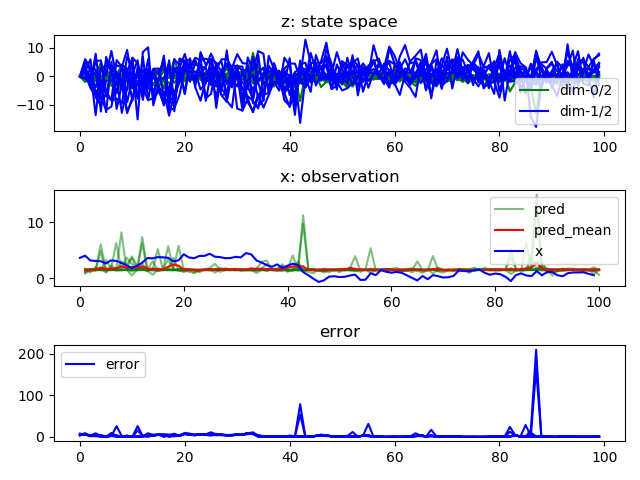 z: state space
10
0
−10
dim-0/2
dim-1/2
0 20 40 60 80 100
x: observation
10
0
pred
pred_mean
x
0 20 40 60 80 100
error
200
100
0
error
0 20 40 60 80 100